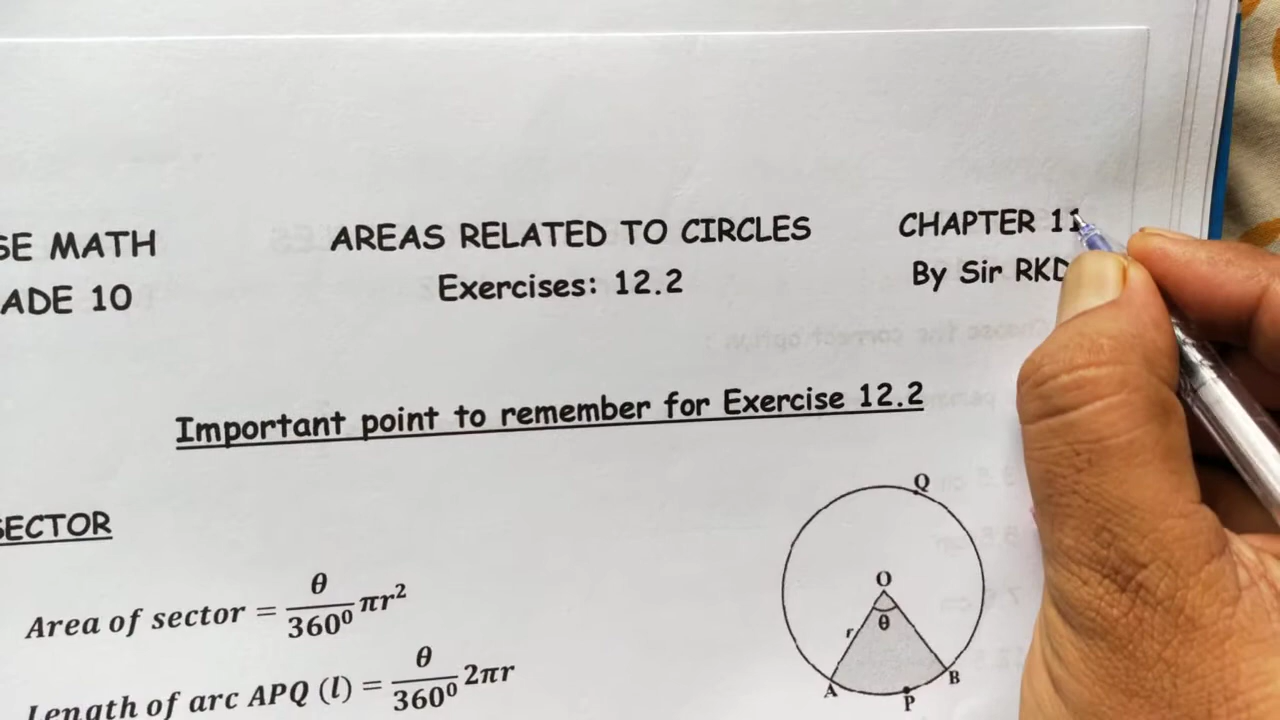 SE MATH AREAS RELATED TO CIRCLES CHAPTER 11
ADE 10 Exercises: 12.2 By Sir RKD
Important point to remember for Exercise 12.2
SECTOR
Area of sector = θ/360⁰ πr²
Length of arc APQ (l) = θ/360⁰ 2πr
Q
O
θ
r
A
B
P